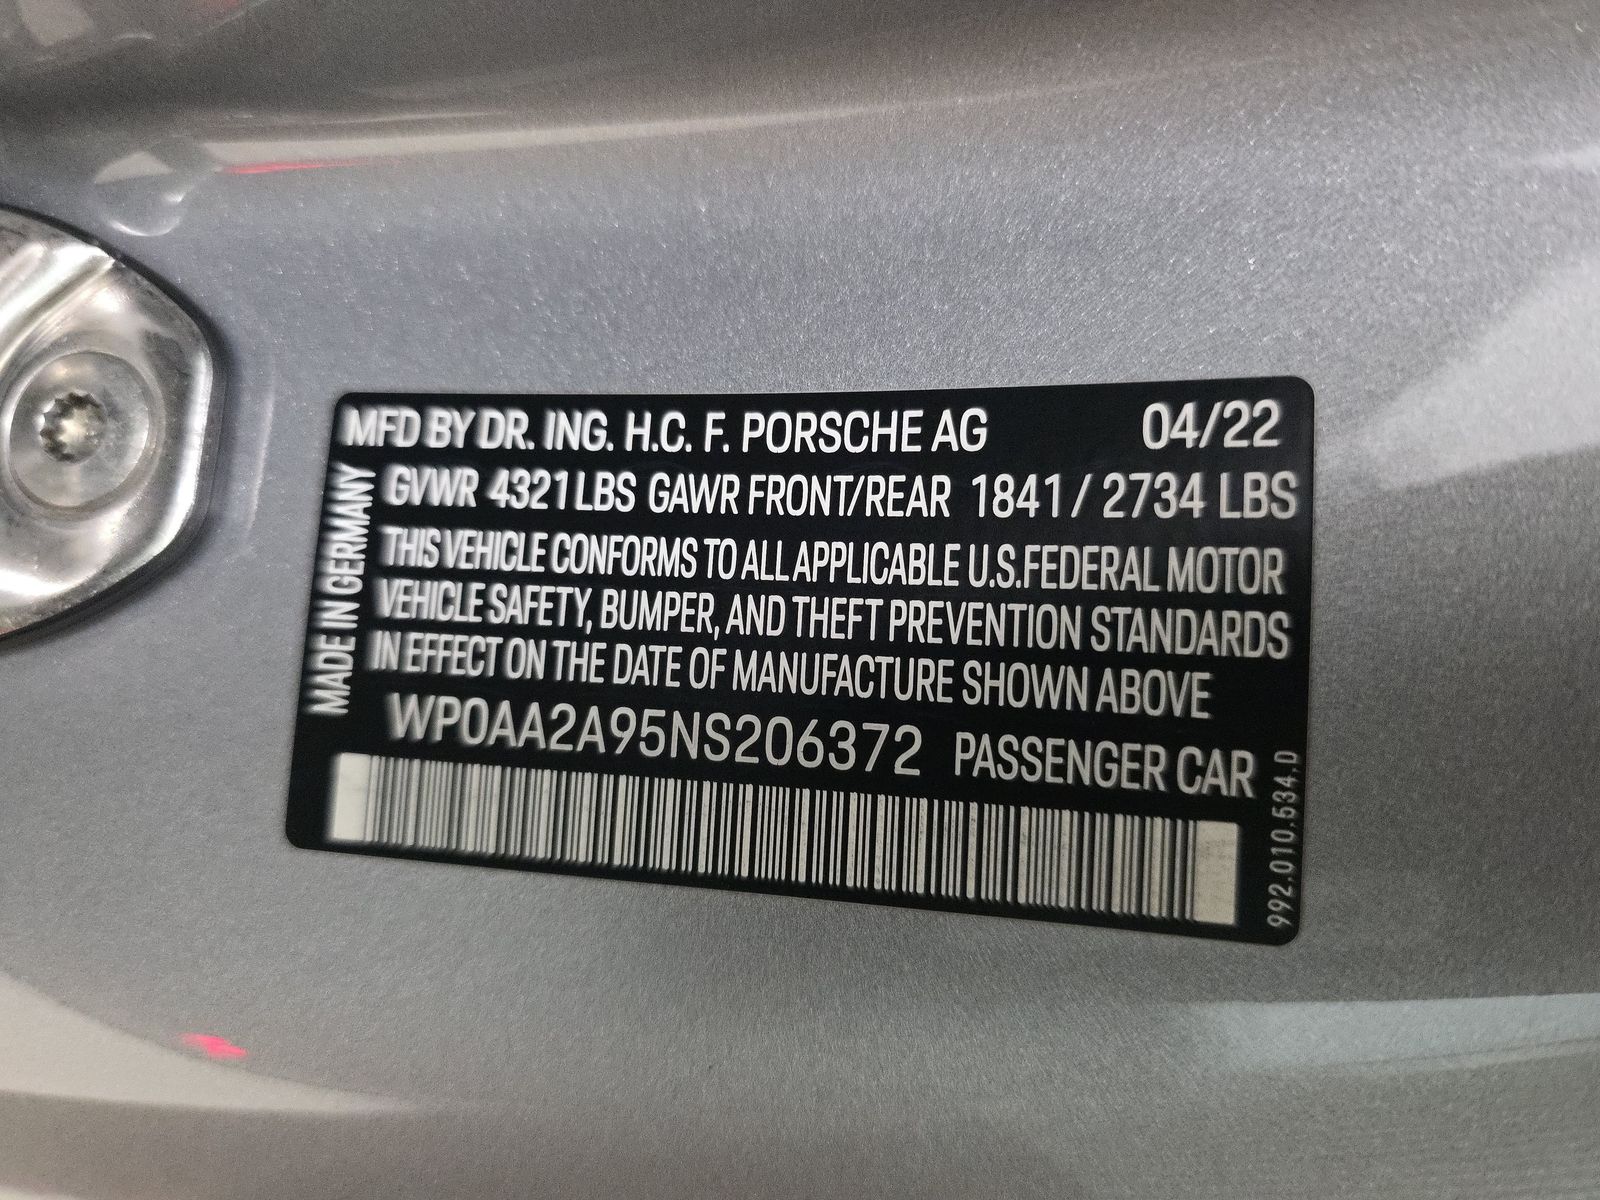 MFD BY DR. ING. H.C. F. PORSCHE AG 04/22
GVWR 4321 LBS GAWR FRONT/REAR 1841 / 2734 LBS
THIS VEHICLE CONFORMS TO ALL APPLICABLE U.S.FEDERAL MOTOR
VEHICLE SAFETY, BUMPER, AND THEFT PREVENTION STANDARDS
IN EFFECT ON THE DATE OF MANUFACTURE SHOWN ABOVE
WP0AA2A95NS206372 PASSENGER CAR
MADE IN GERMANY
992.010.534.0